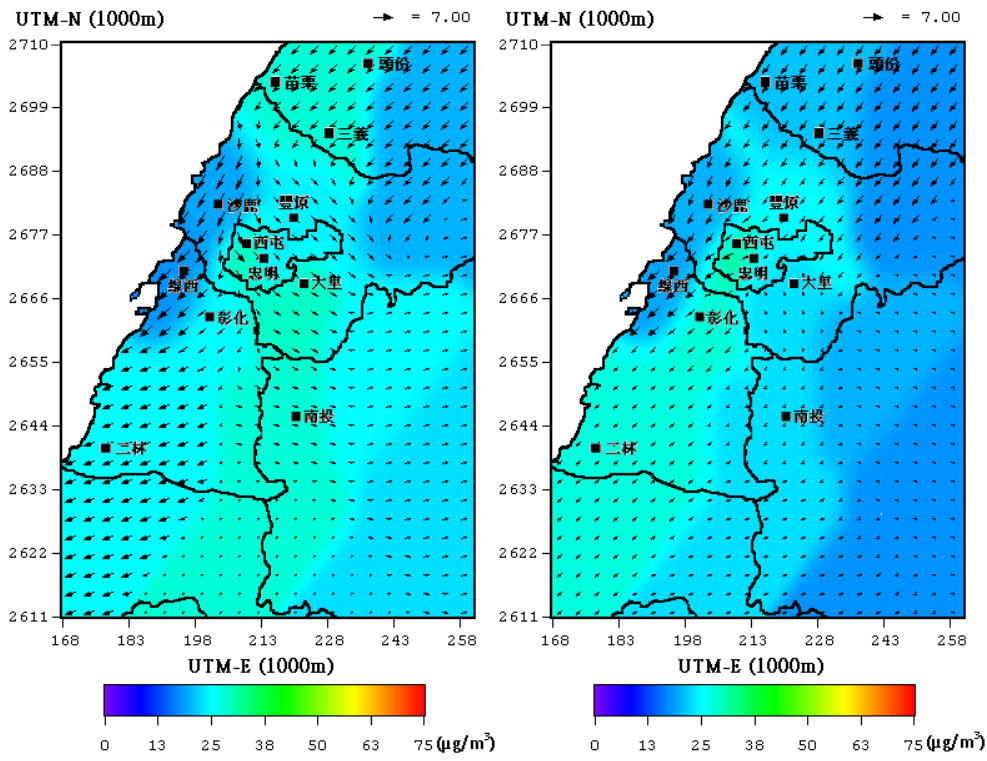 UTM-N (1000m) = 7.00
2710
2699
2688
2677
2666
2655
2644
2633
2622
2611
苗栗
頭份
三義
沙鹿
豐原
西屯
忠明
大里
線西
彰化
南投
二林
168 183 198 213 228 243 258
UTM-E (1000m)
0 13 25 38 50 63 75 (μg/m³)
UTM-N (1000m) = 7.00
2710
2699
2688
2677
2666
2655
2644
2633
2622
2611
苗栗
頭份
三義
沙鹿
豐原
西屯
忠明
大里
線西
彰化
南投
二林
168 183 198 213 228 243 258
UTM-E (1000m)
0 13 25 38 50 63 75 (μg/m³)